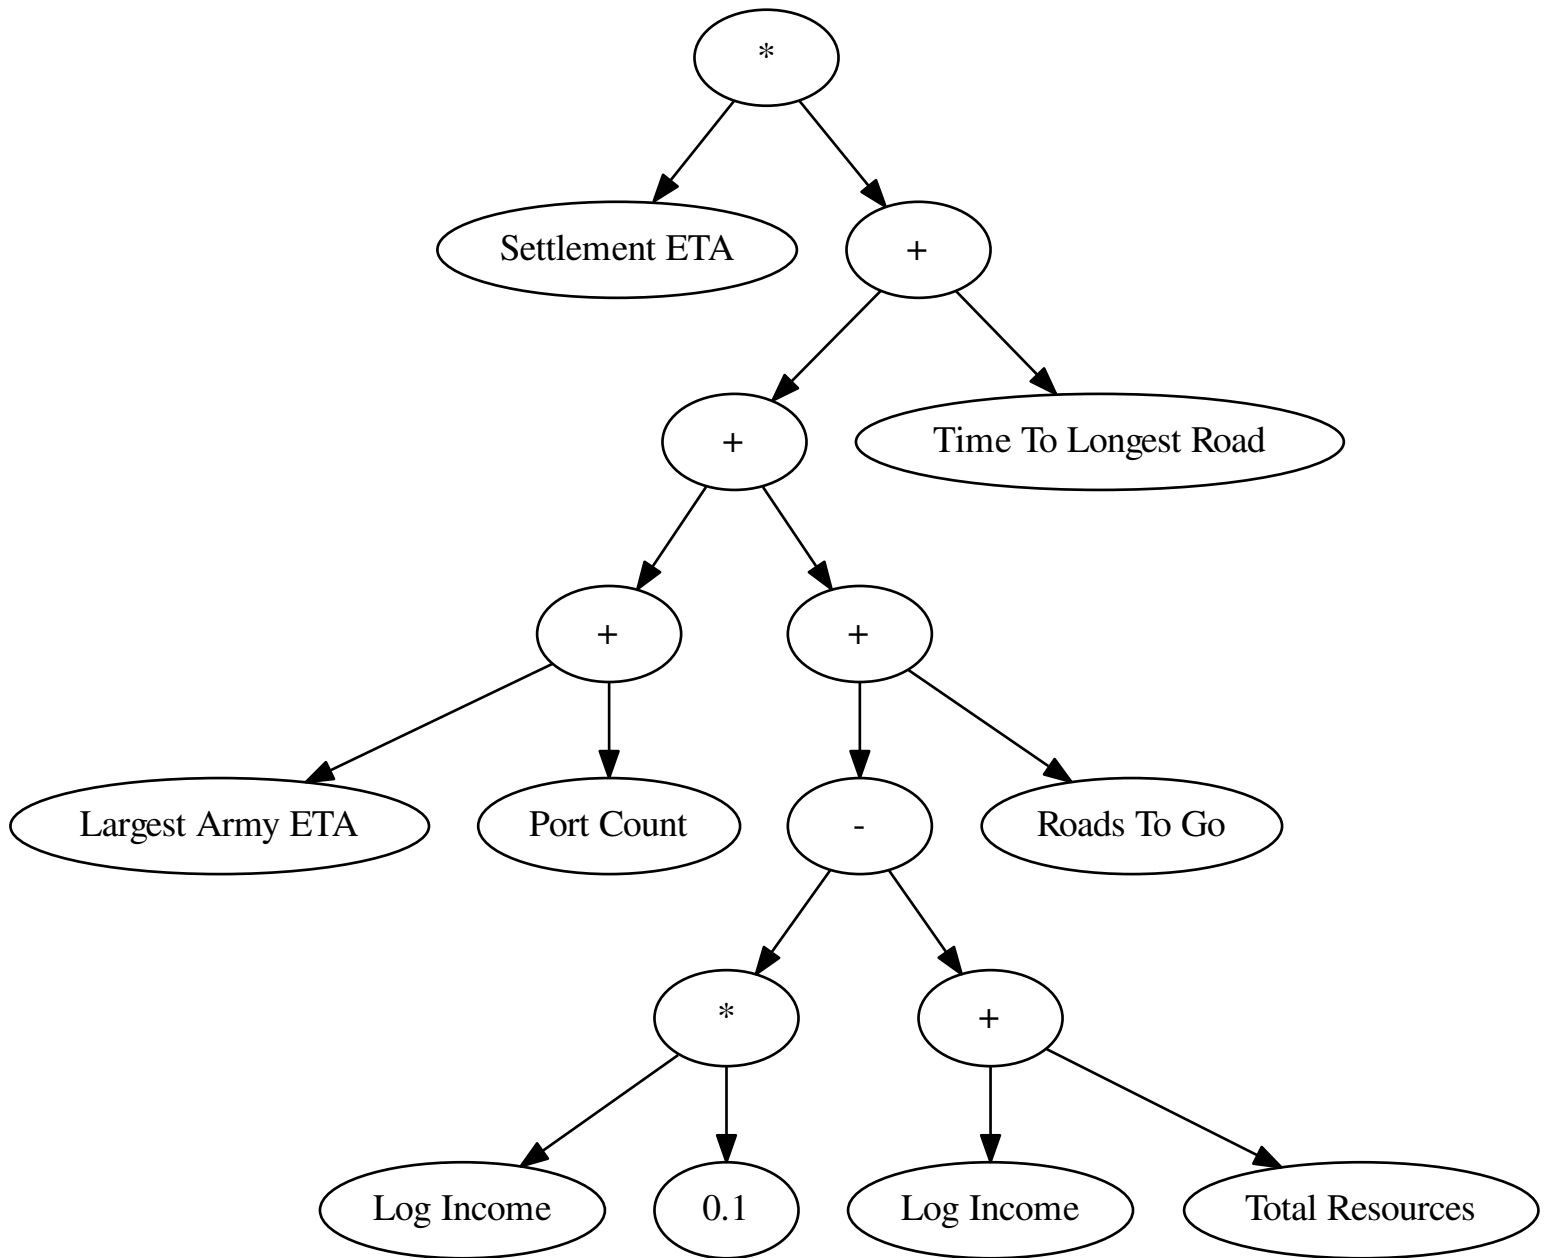 *
Settlement ETA
+
+
Time To Longest Road
+
+
Largest Army ETA
Port Count
-
Roads To Go
*
+
Log Income
0.1
Log Income
Total Resources